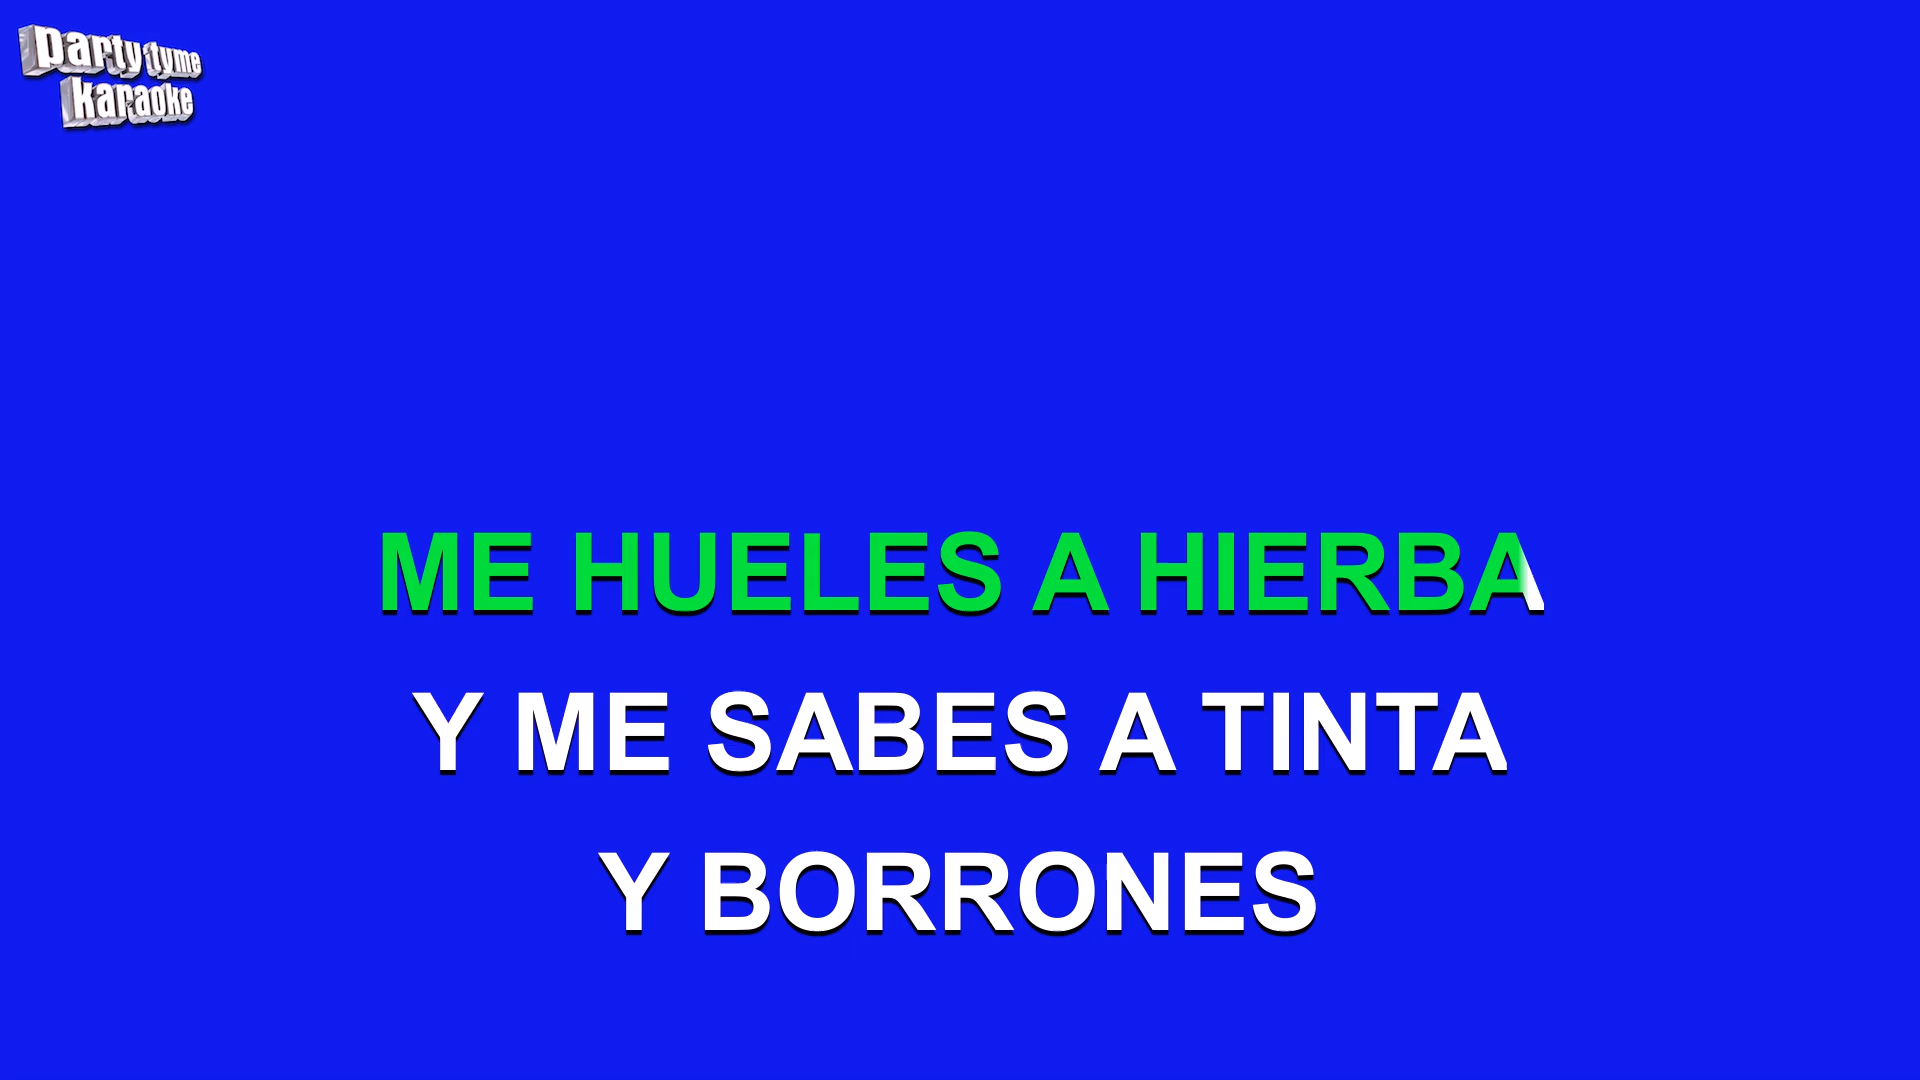 party tyme
karaoke
ME HUELES A HIERBA
Y ME SABES A TINTA
Y BORRONES